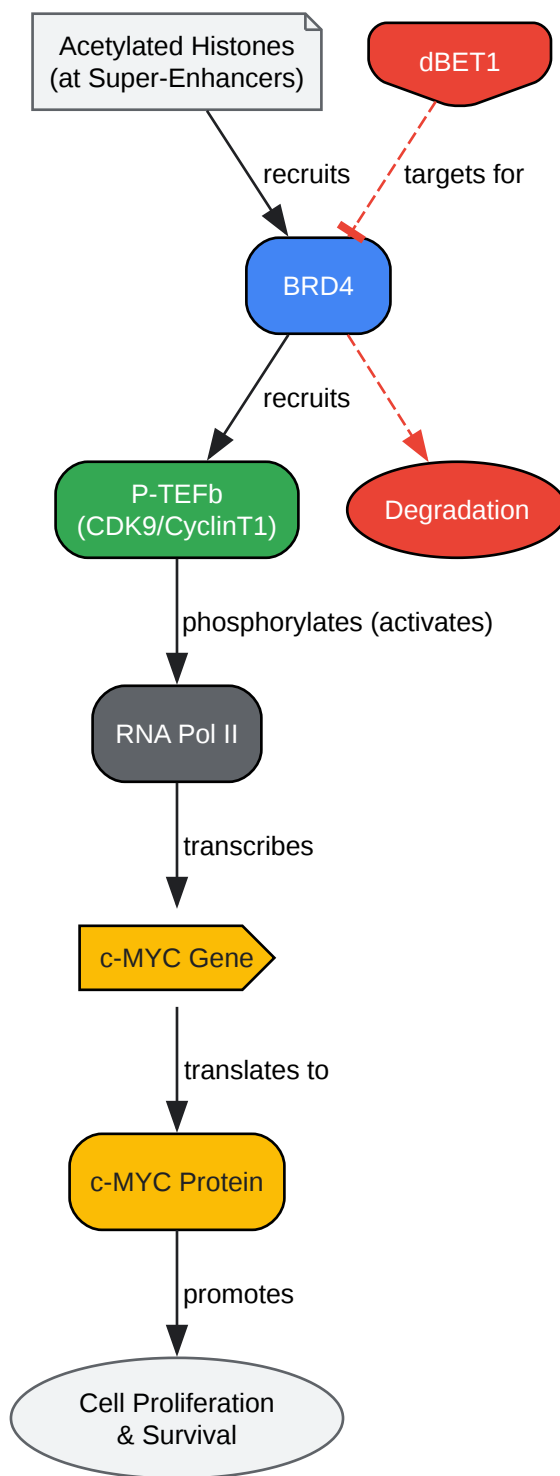 Acetylated Histones
(at Super-Enhancers)
dBET1
recruits
targets for
BRD4
recruits
P-TEFb
(CDK9/CyclinT1)
Degradation
phosphorylates (activates)
RNA Pol II
transcribes
c-MYC Gene
translates to
c-MYC Protein
promotes
Cell Proliferation
& Survival